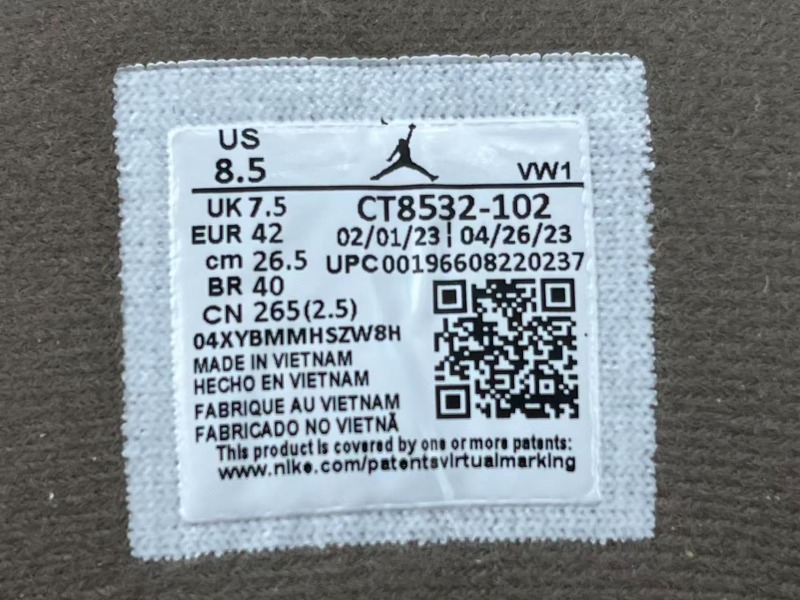 US
8.5
VW1
UK 7.5
CT8532-102
EUR 42
02/01/23 | 04/26/23
cm 26.5
UPC00196608220237
BR 40
CN 265(2.5)
04XYBMMHSZW8H
MADE IN VIETNAM
HECHO EN VIETNAM
FABRIQUE AU VIETNAM
FABRICADO NO VIETNÃ
This product is covered by one or more patents:
www.nike.com/patentsvirtualmarking